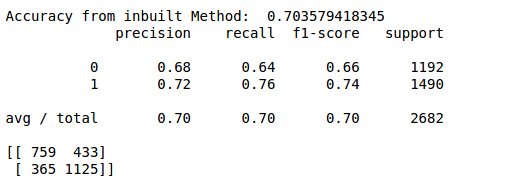 Accuracy from inbuilt Method:  0.703579418345
             precision    recall  f1-score   support

          0       0.68      0.64      0.66      1192
          1       0.72      0.76      0.74      1490

avg / total       0.70      0.70      0.70      2682

[[ 759  433]
 [ 365 1125]]